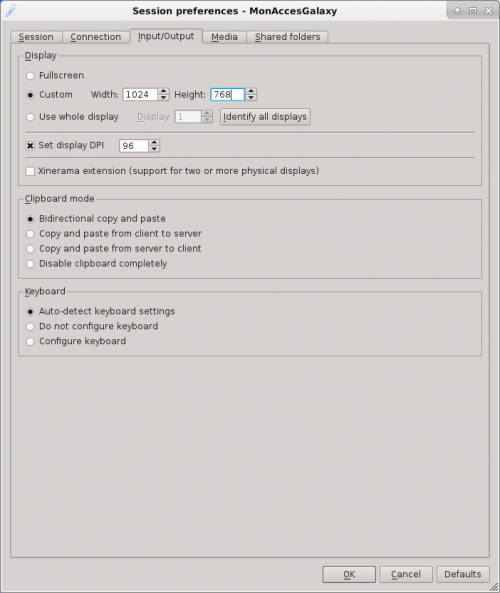 Session preferences - MonAccesGalaxy
Session Connection Input/Output Media Shared folders
Display
Fullscreen
Custom Width: 1024 Height: 768
Use whole display Display: 1 Identify all displays
Set display DPI 96
Xinerama extension (support for two or more physical displays)
Clipboard mode
Bidirectional copy and paste
Copy and paste from client to server
Copy and paste from server to client
Disable clipboard completely
Keyboard
Auto-detect keyboard settings
Do not configure keyboard
Configure keyboard
OK Cancel Defaults